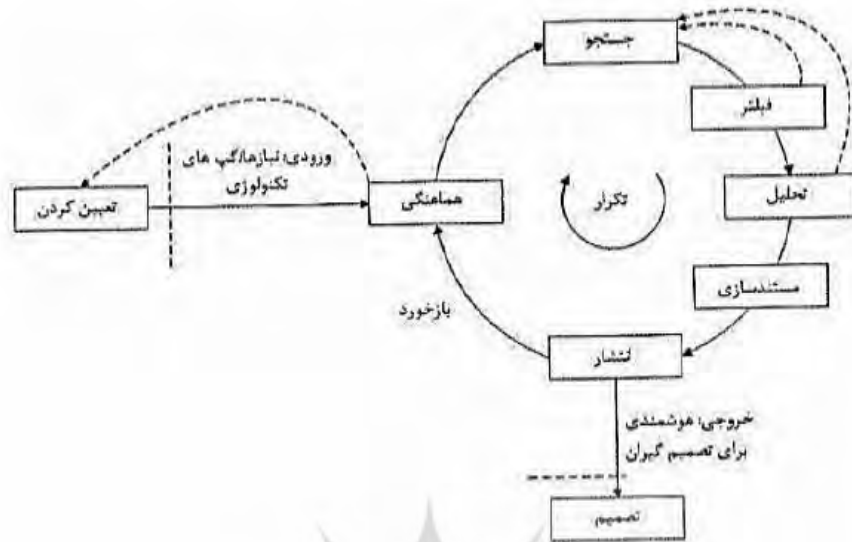 جستجو
فیلتر
ورودی: نیازها/گپ های
تکنولوژی
تعیین کردن
هماهنگی
تکرار
تحلیل
مستندسازی
بازخورد
انتشار
خروجی: هوشمندی
برای تصمیم گیران
تصمیم